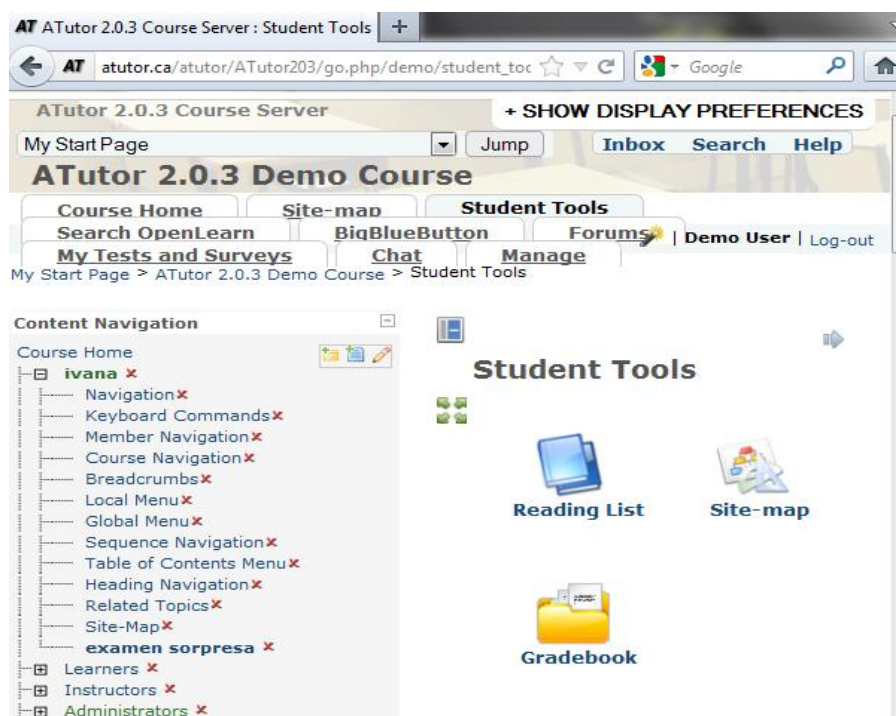 AT ATutor 2.0.3 Course Server : Student Tools +
AT atutor.ca/atutor/ATutor203/go.php/demo/student_toc Google
ATutor 2.0.3 Course Server + SHOW DISPLAY PREFERENCES
My Start Page Jump Inbox Search Help
ATutor 2.0.3 Demo Course
Course Home Site-map Student Tools
Search OpenLearn BigBlueButton Forums | Demo User | Log-out
My Tests and Surveys Chat Manage
My Start Page > ATutor 2.0.3 Demo Course > Student Tools
Content Navigation
Course Home
ivana
Navigation
Keyboard Commands
Member Navigation
Course Navigation
Breadcrumbs
Local Menu
Global Menu
Sequence Navigation
Table of Contents Menu
Heading Navigation
Related Topics
Site-Map
examen sorpresa
Learners
Instructors
Administrators
Student Tools
Reading List Site-map
Gradebook